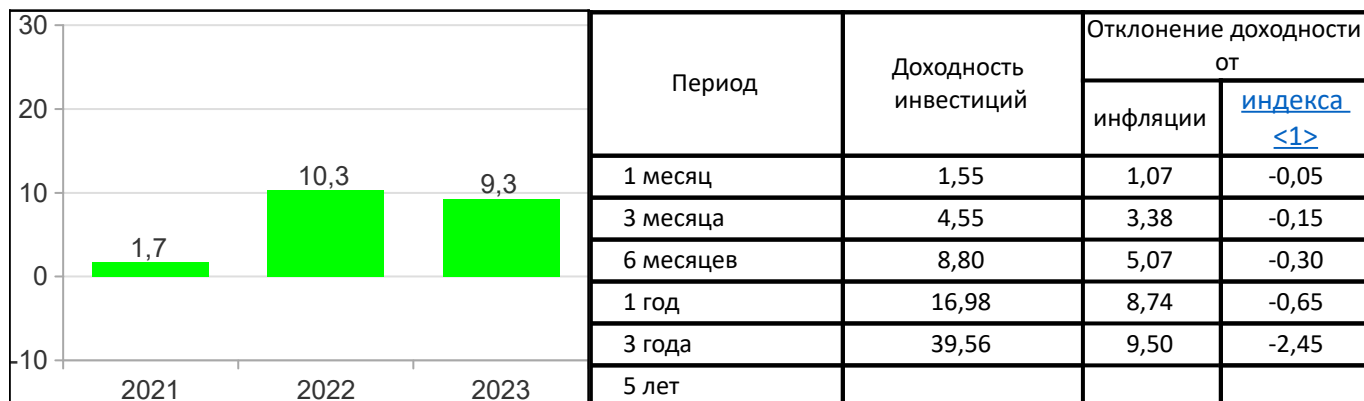 30
20
10
0
-10
1,7
10,3
9,3
2021 2022 2023
Период
Доходность
инвестиций
Отклонение доходности
от
инфляции
индекса
<1>
1 месяц 1,55 1,07 -0,05
3 месяца 4,55 3,38 -0,15
6 месяцев 8,80 5,07 -0,30
1 год 16,98 8,74 -0,65
3 года 39,56 9,50 -2,45
5 лет